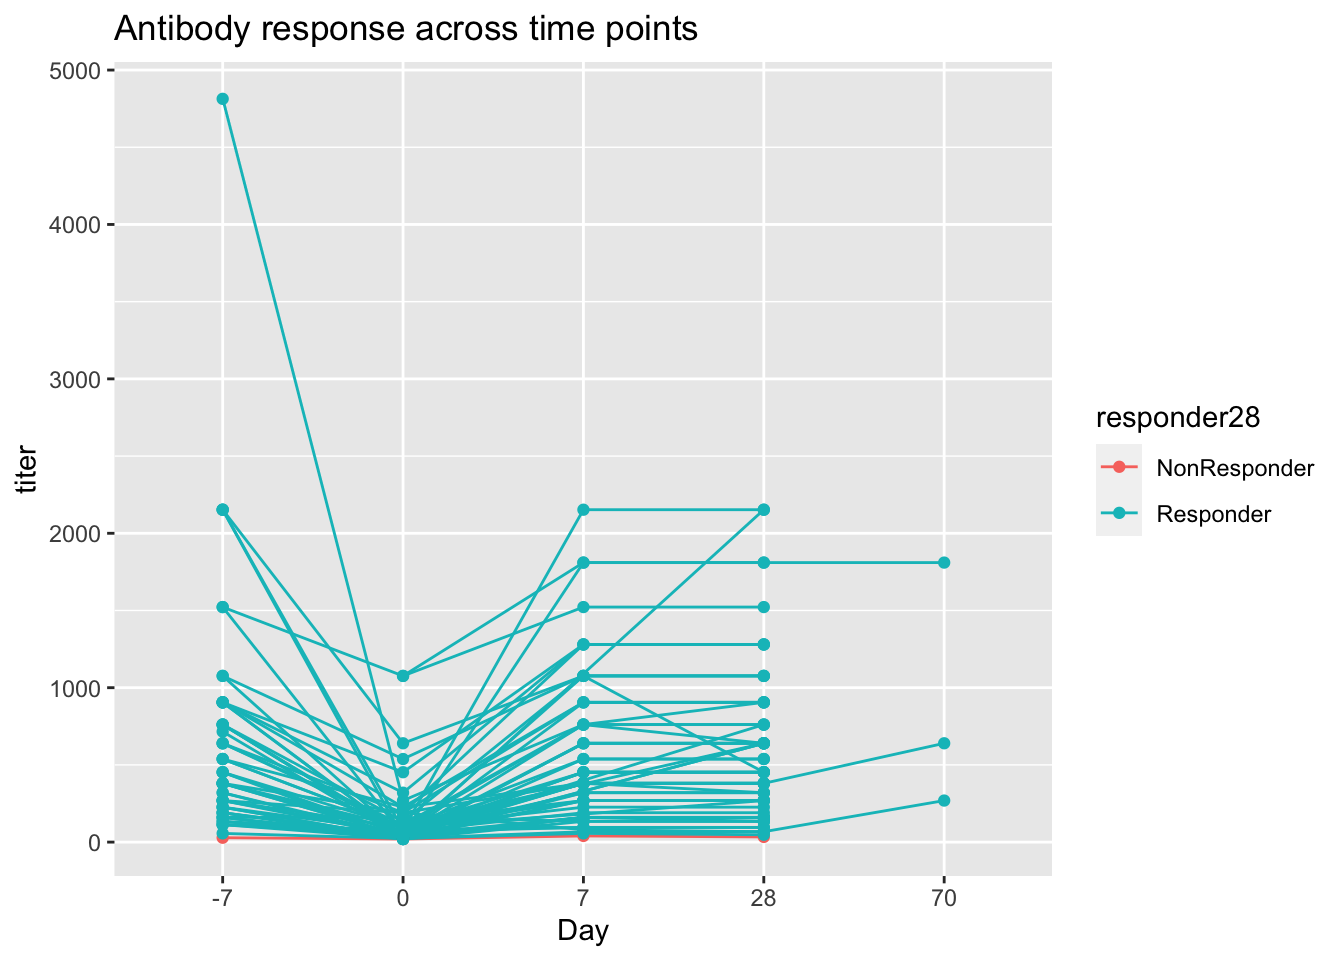 Antibody response across time points
5000
4000
3000
2000
1000
0
titer
-7 0 7 28 70
Day
responder28
NonResponder
Responder